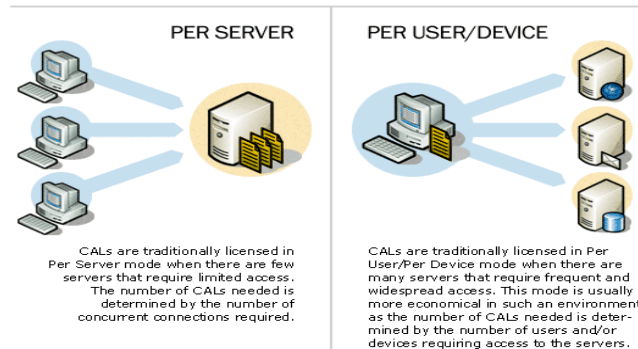 PER SERVER
CALs are traditionally licensed in
Per Server mode when there are few
servers that require limited access.
The number of CALs needed is
determined by the number of
concurrent connections required.
PER USER/DEVICE
CALs are traditionally licensed in Per
User/Per Device mode when there are
many servers that require frequent and
widespread access. This mode is usually
more economical in such an environment
as the number of CALs needed is deter-
mined by the number of users and/or
devices requiring access to the servers.